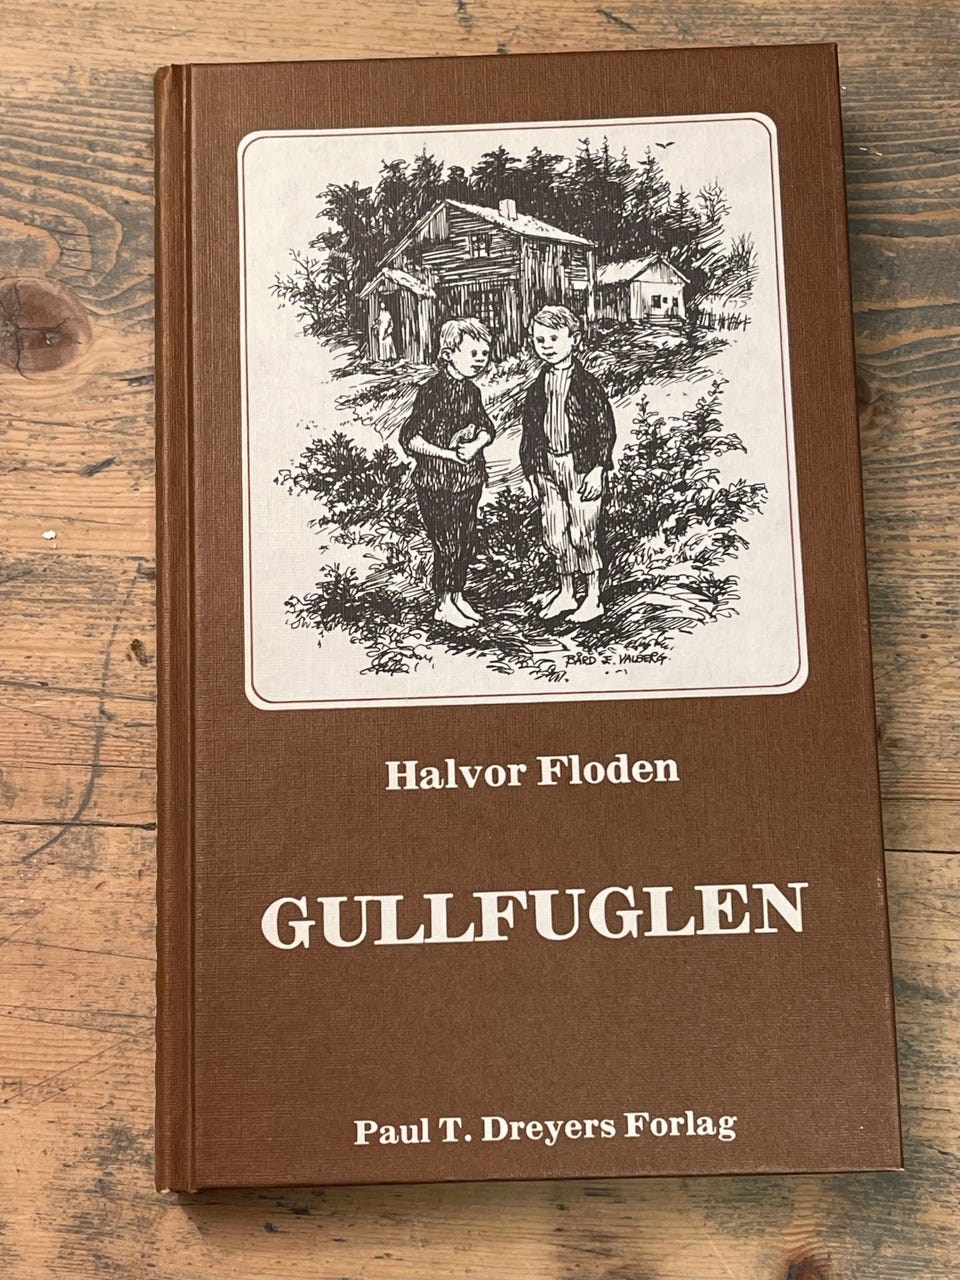 BÅRD E. VALBERG.
Halvor Floden
GULLFUGLEN
Paul T. Dreyers Forlag